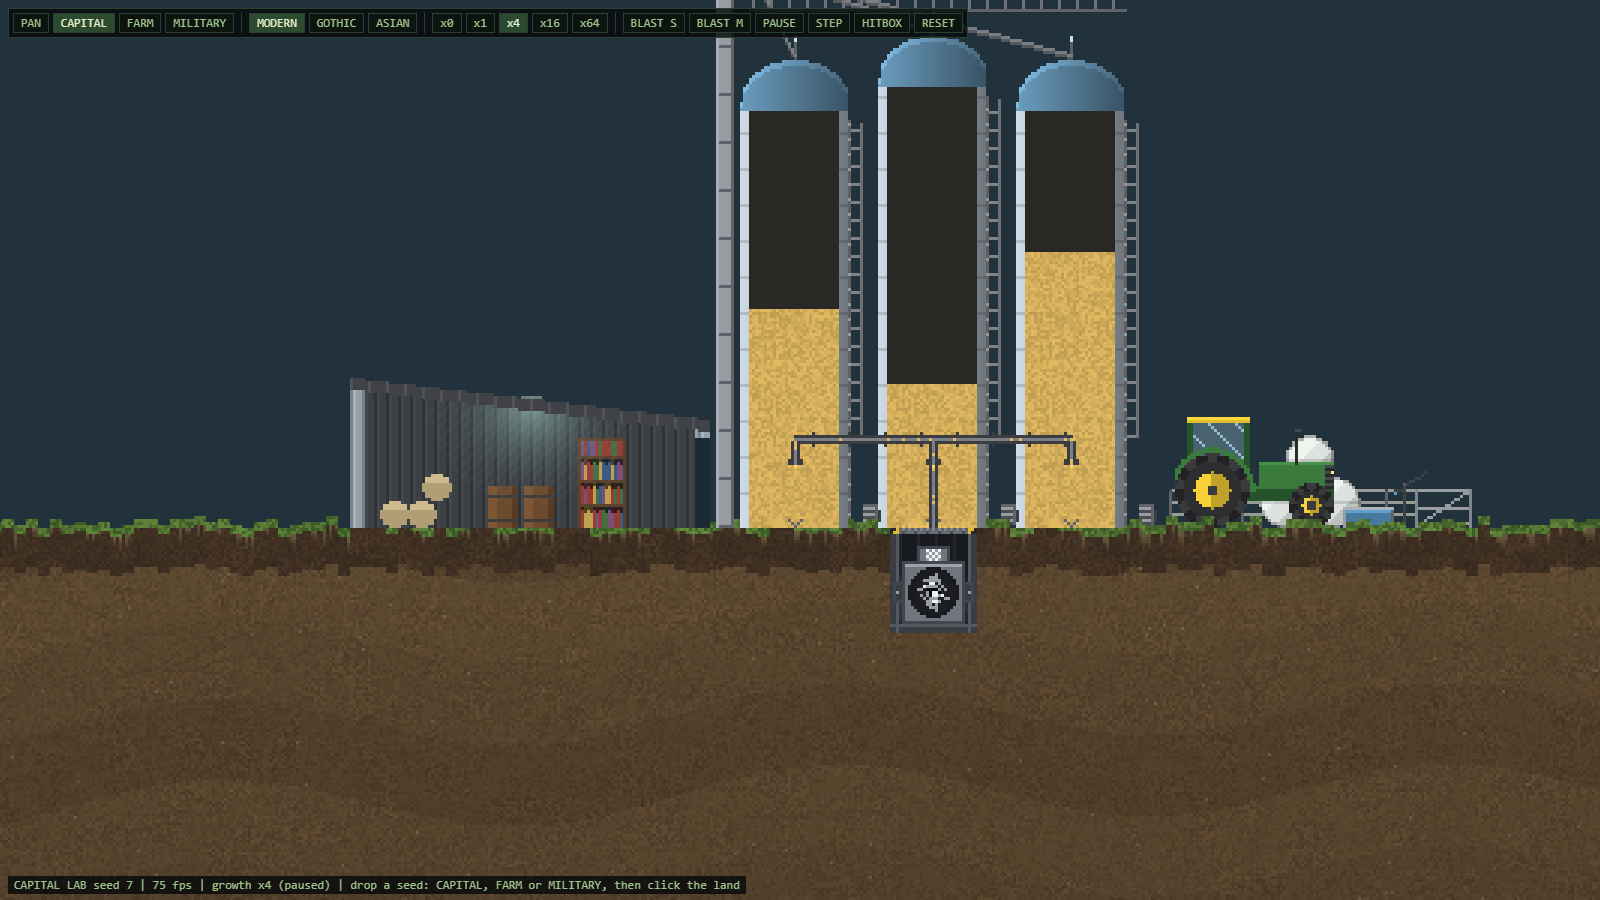 PAN CAPITAL FARM MILITARY MODERN GOTHIC ASIAN x0 x1 x4 x16 x64 BLAST S BLAST M PAUSE STEP HITBOX RESET
CAPITAL LAB seed 7 | 75 fps | growth x4 (paused) | drop a seed: CAPITAL, FARM or MILITARY, then click the land